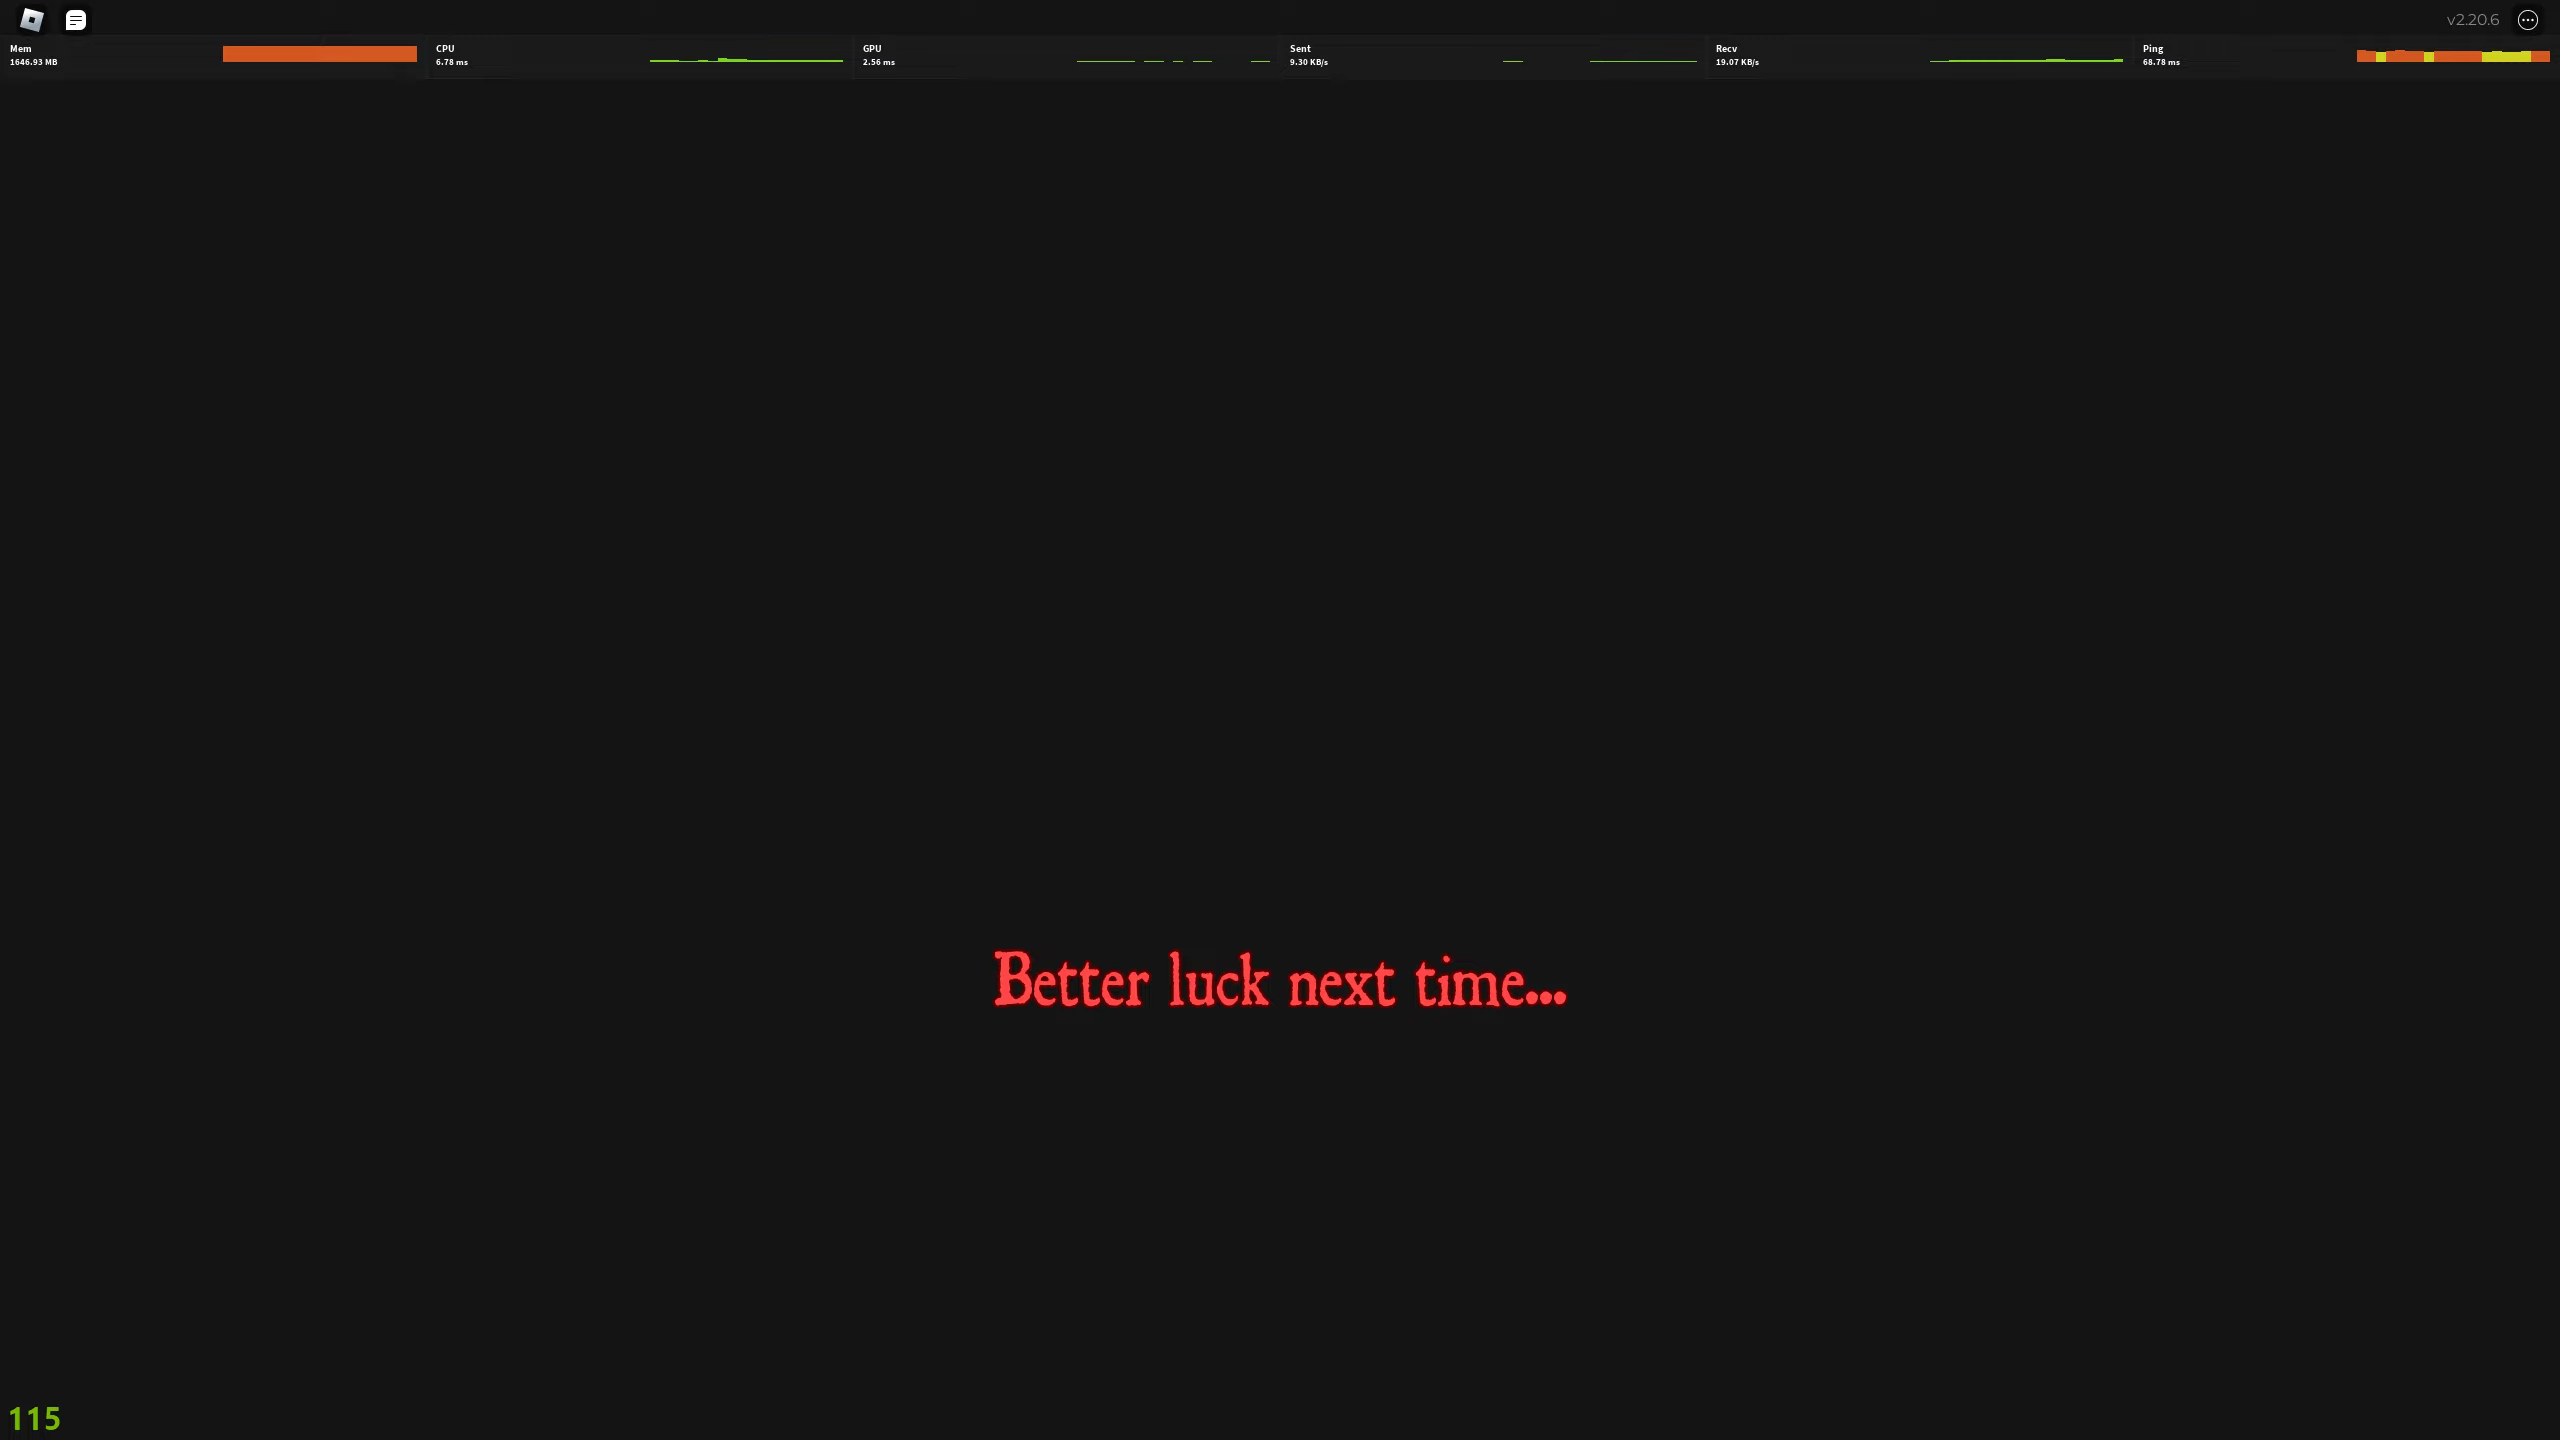 v2.20.6
Mem CPU GPU Sent Recv Ping
1646.93 MB 6.78 ms 2.56 ms 9.30 KB/s 19.07 KB/s 68.78 ms
Better luck next time...
115